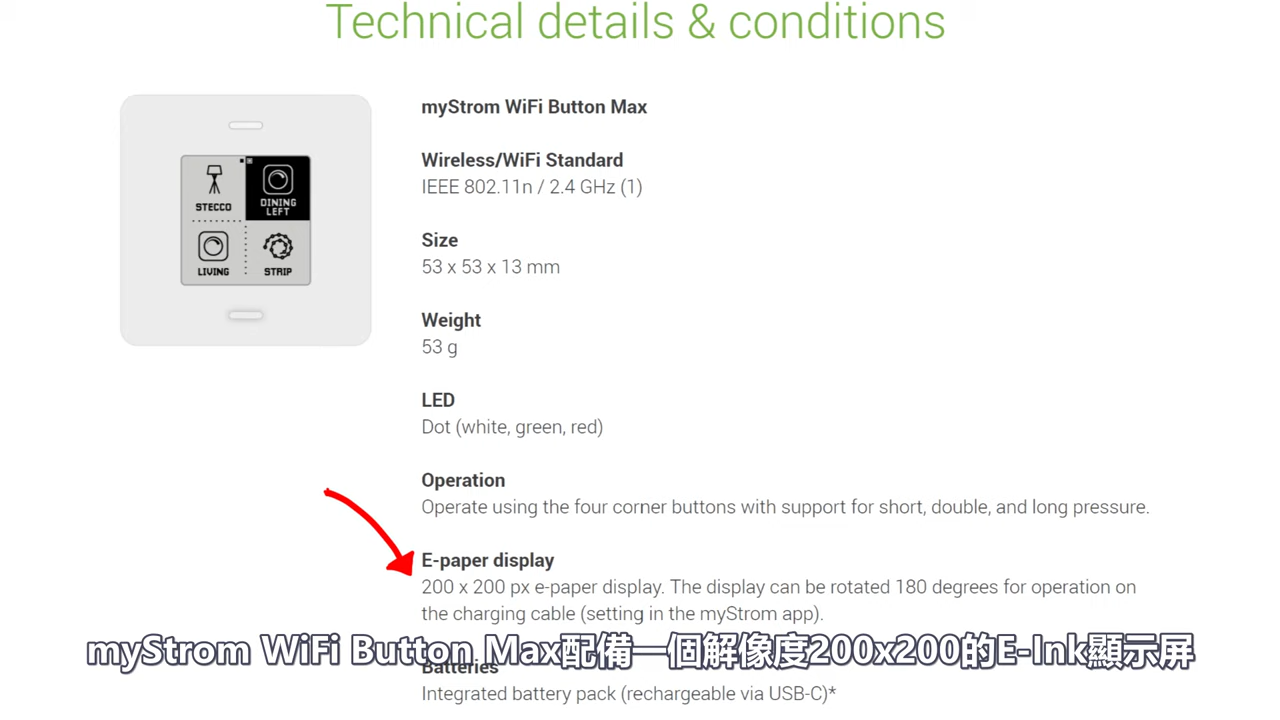 Technical details & conditions
STECCO
DINING
LEFT
LIVING
STRIP
myStrom WiFi Button Max
Wireless/WiFi Standard
IEEE 802.11n / 2.4 GHz (1)
Size
53 x 53 x 13 mm
Weight
53 g
LED
Dot (white, green, red)
Operation
Operate using the four corner buttons with support for short, double, and long pressure.
E-paper display
200 x 200 px e-paper display. The display can be rotated 180 degrees for operation on
the charging cable (setting in the myStrom app).
myStrom WiFi Button Max配備一個解像度200x200的E-Ink顯示屏
Batteries
Integrated battery pack (rechargeable via USB-C)*